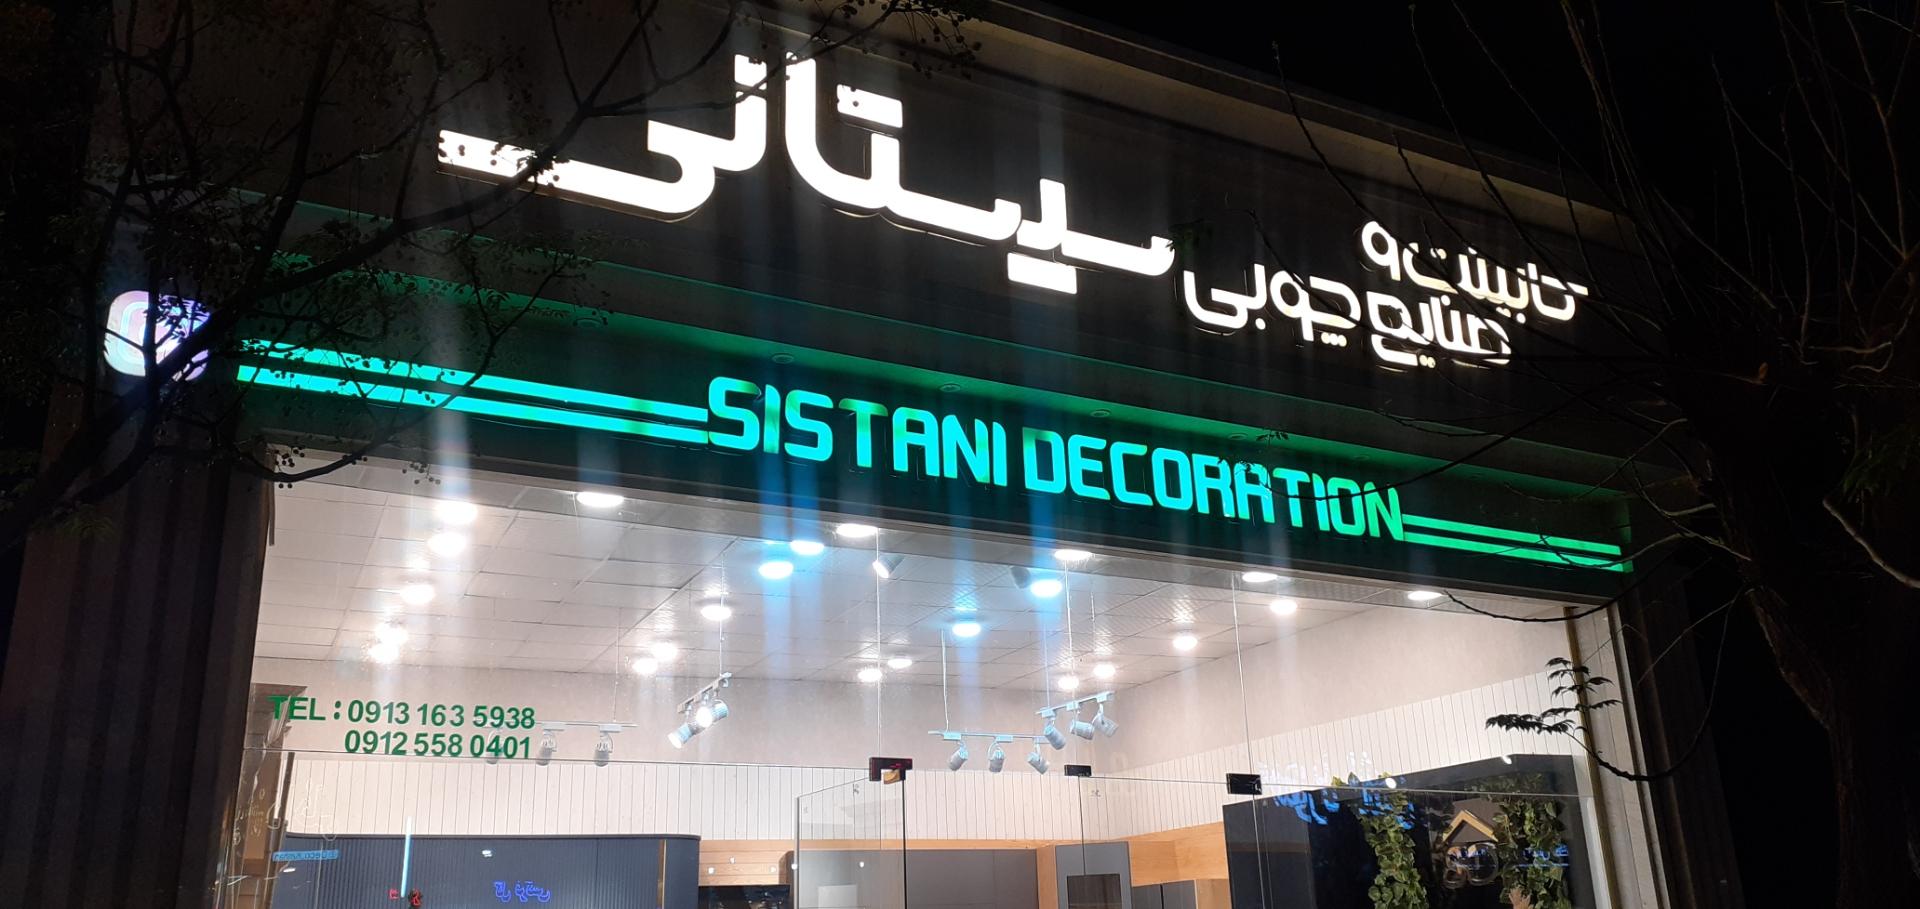 کابینت و
صنایع چوبی
سیستانی
SISTANI DECORATION
TEL : 0913 163 5938
0912 558 0401